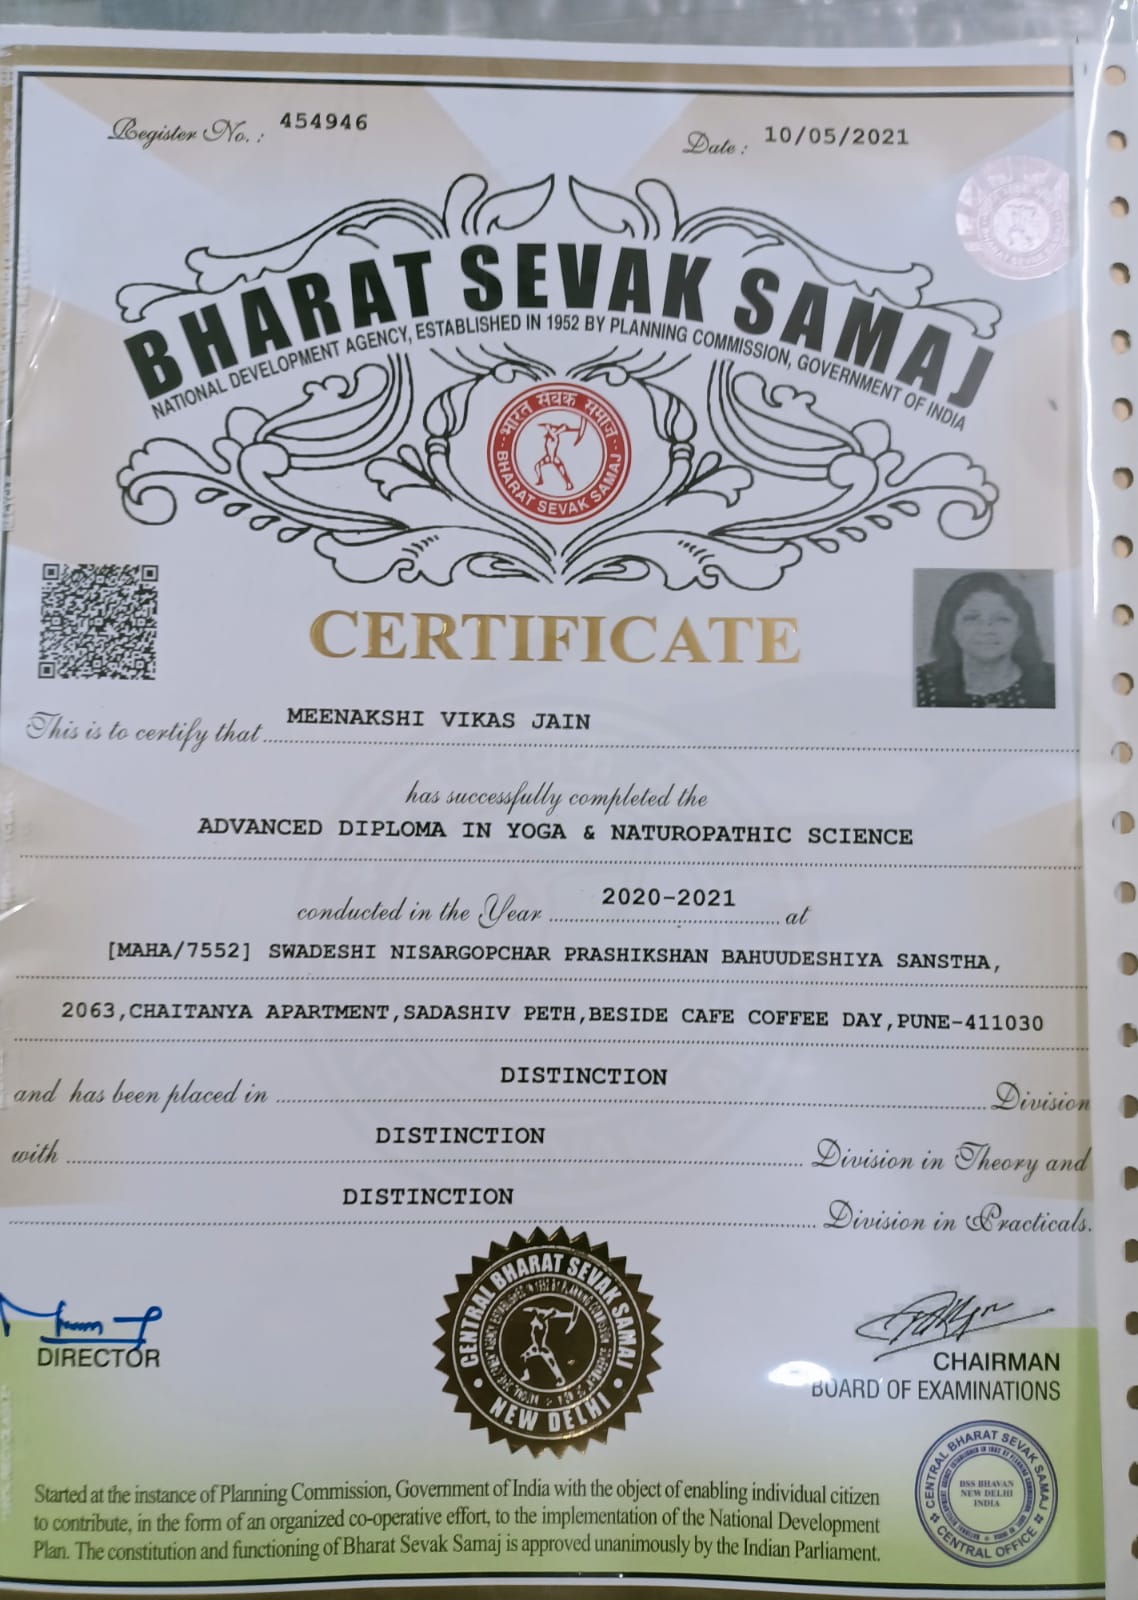 Register No. : 454946
Date : 10/05/2021
BHARAT SEVAK SAMAJ
NATIONAL DEVELOPMENT AGENCY, ESTABLISHED IN 1952 BY PLANNING COMMISSION, GOVERNMENT OF INDIA
भारत सेवक समाज
BHARAT SEVAK SAMAJ
CERTIFICATE
This is to certify that MEENAKSHI VIKAS JAIN
has successfully completed the
ADVANCED DIPLOMA IN YOGA & NATUROPATHIC SCIENCE
conducted in the Year 2020-2021 at
[MAHA/7552] SWADESHI NISARGOPCHAR PRASHIKSHAN BAHUUDESHIYA SANSTHA,
2063,CHAITANYA APARTMENT,SADASHIV PETH,BESIDE CAFE COFFEE DAY,PUNE-411030
and has been placed in DISTINCTION Division
with DISTINCTION Division in Theory and
DISTINCTION Division in Practicals.
CENTRAL BHARAT SEVAK SAMAJ
NEW DELHI
DIRECTOR
CHAIRMAN
BOARD OF EXAMINATIONS
CENTRAL BHARAT SEVAK SAMAJ
BSS BHAVAN
NEW DELHI
INDIA
CENTRAL OFFICE
Started at the instance of Planning Commission, Government of India with the object of enabling individual citizen
to contribute, in the form of an organized co-operative effort, to the implementation of the National Development
Plan. The constitution and functioning of Bharat Sevak Samaj is approved unanimously by the Indian Parliament.